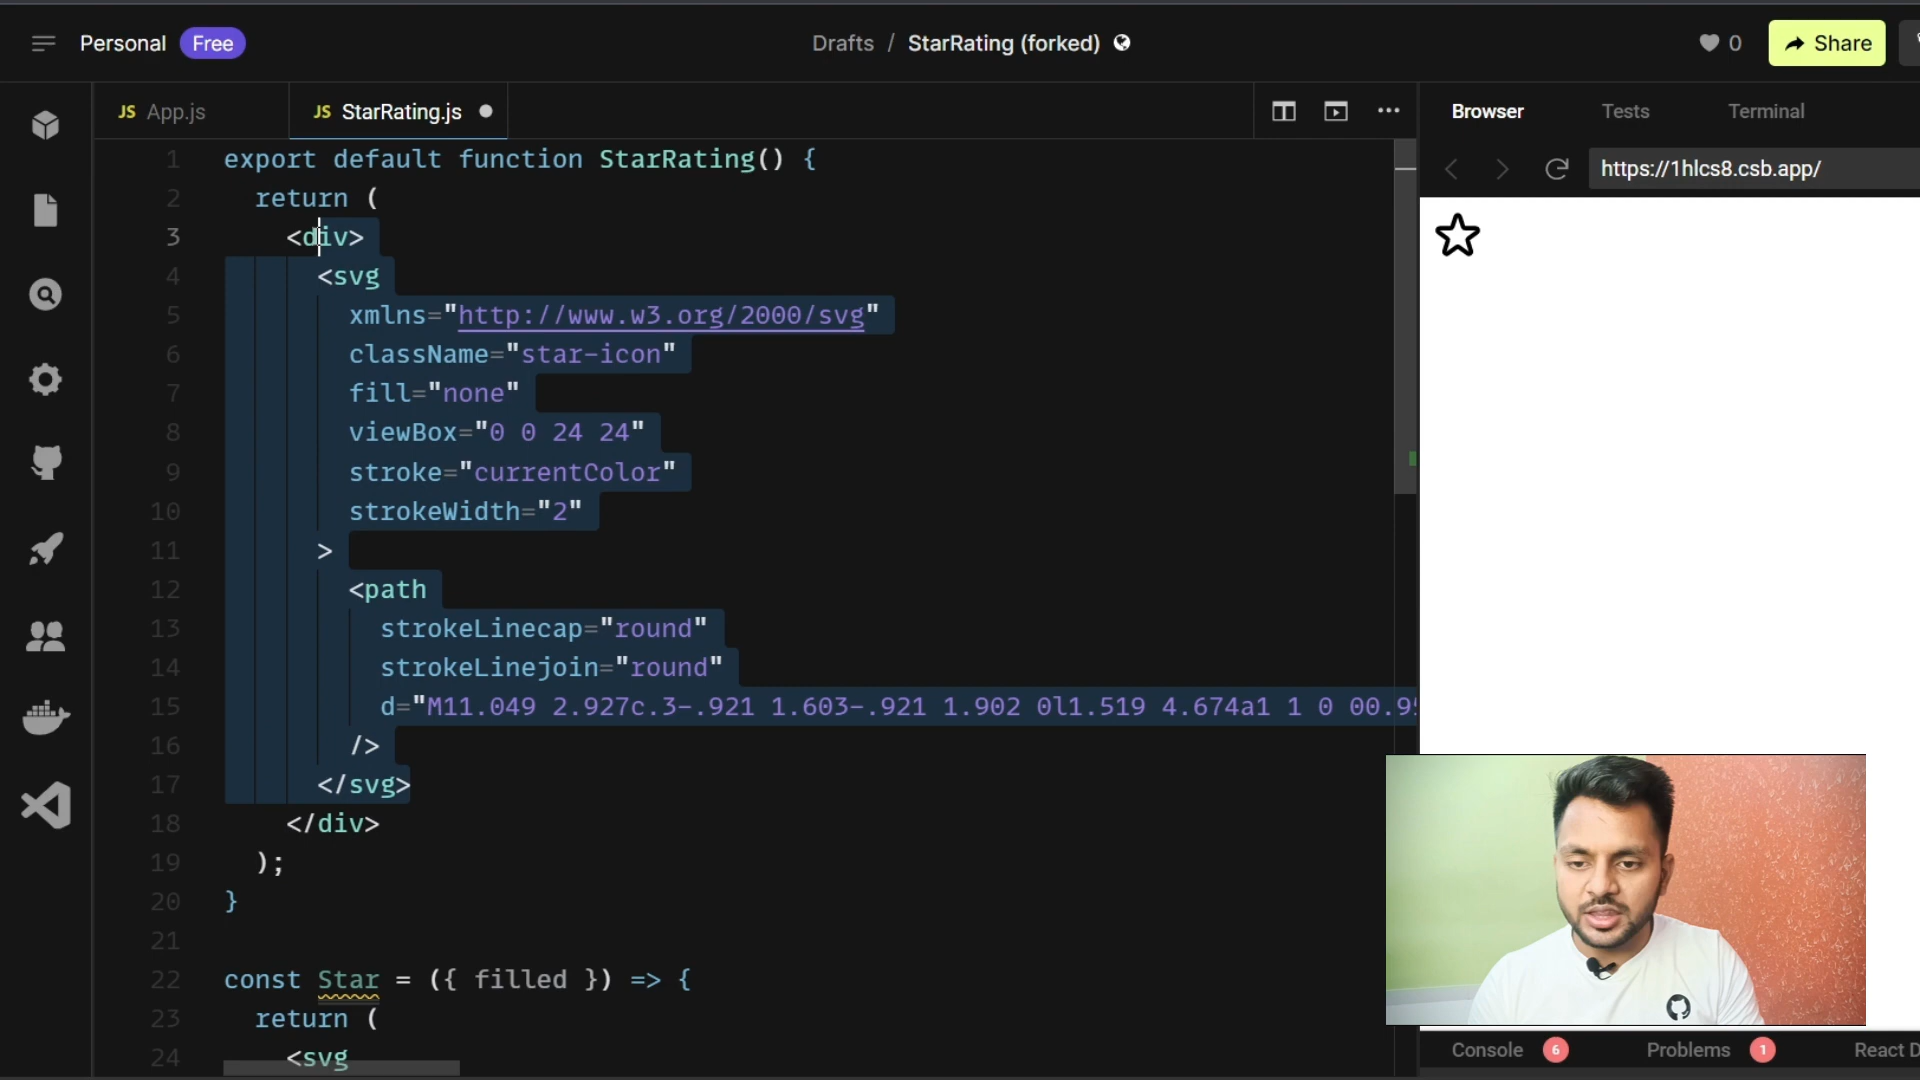 Personal Free
Drafts / StarRating (forked)
0
Share
JS App.js
JS StarRating.js
Browser
Tests
Terminal
https://1hlcs8.csb.app/
1 export default function StarRating() {
2 return (
3 <div>
4 <svg
5 xmlns="http://www.w3.org/2000/svg"
6 className="star-icon"
7 fill="none"
8 viewBox="0 0 24 24"
9 stroke="currentColor"
10 strokeWidth="2"
11 >
12 <path
13 strokeLinecap="round"
14 strokeLinejoin="round"
15 d="M11.049 2.927c.3-.921 1.603-.921 1.902 0l1.519 4.674a1 1 0 00.9
16 />
17 </svg>
18 </div>
19 );
20 }
21
22 const Star = ({ filled }) => {
23 return (
24 <svg
Console 6
Problems 1
React D